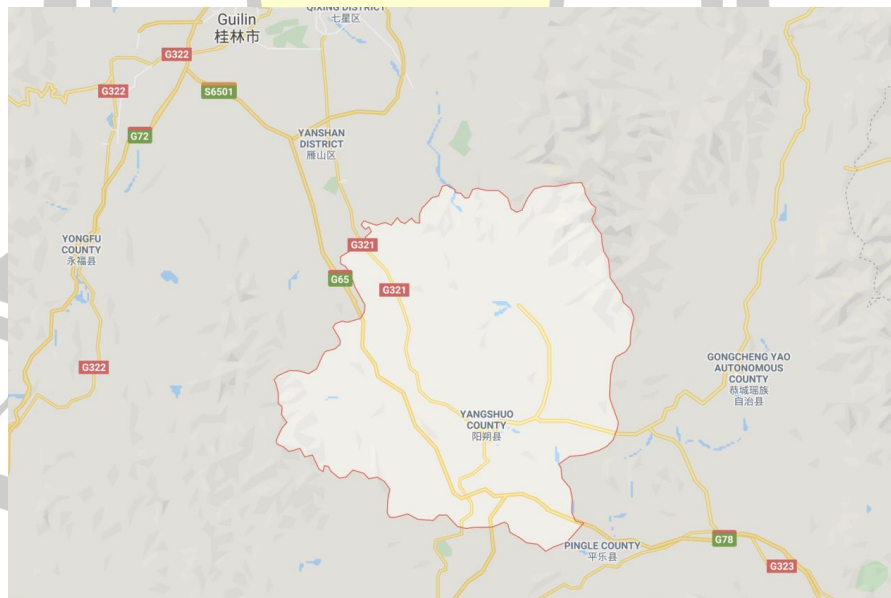 QIXING DISTRICT
七星区
Guilin
桂林市
G322
G322
S6501
G72
YANSHAN
DISTRICT
雁山区
YONGFU
COUNTY
永福县
G321
G65
G321
G322
GONGCHENG YAO
AUTONOMOUS
COUNTY
恭城瑶族
自治县
YANGSHUO
COUNTY
阳朔县
PINGLE COUNTY
平乐县
G78
G323